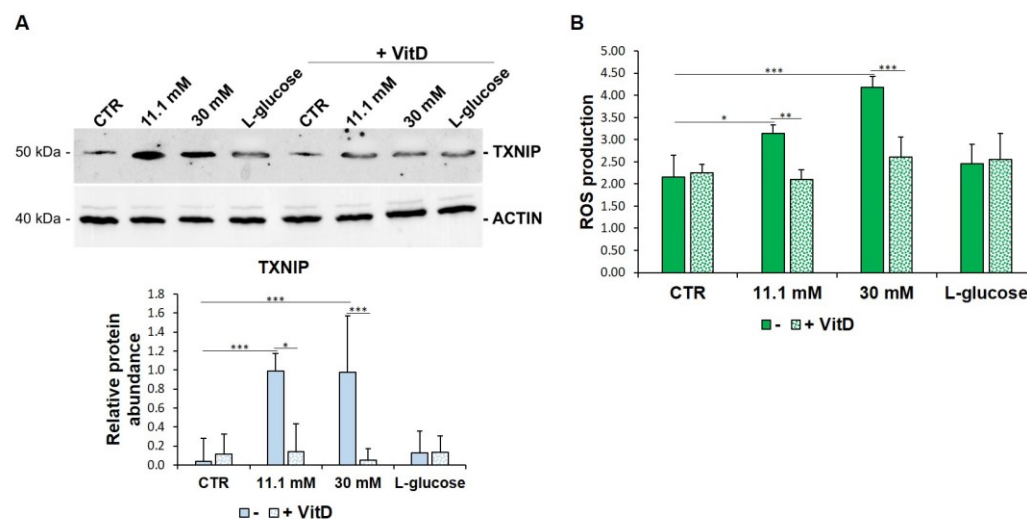 A
+ VitD
CTR
11.1 mM
30 mM
L-glucose
CTR
11.1 mM
30 mM
L-glucose
50 kDa -
- TXNIP
40 kDa -
- ACTIN
TXNIP
Relative protein
abundance
1.8
1.6
1.4
1.2
1.0
0.8
0.6
0.4
0.2
0.0
***
***
***
*
CTR
11.1 mM
30 mM
L-glucose
- + VitD
B
ROS production
5.00
4.50
4.00
3.50
3.00
2.50
2.00
1.50
1.00
0.50
0.00
***
***
*
**
CTR
11.1 mM
30 mM
L-glucose
- + VitD